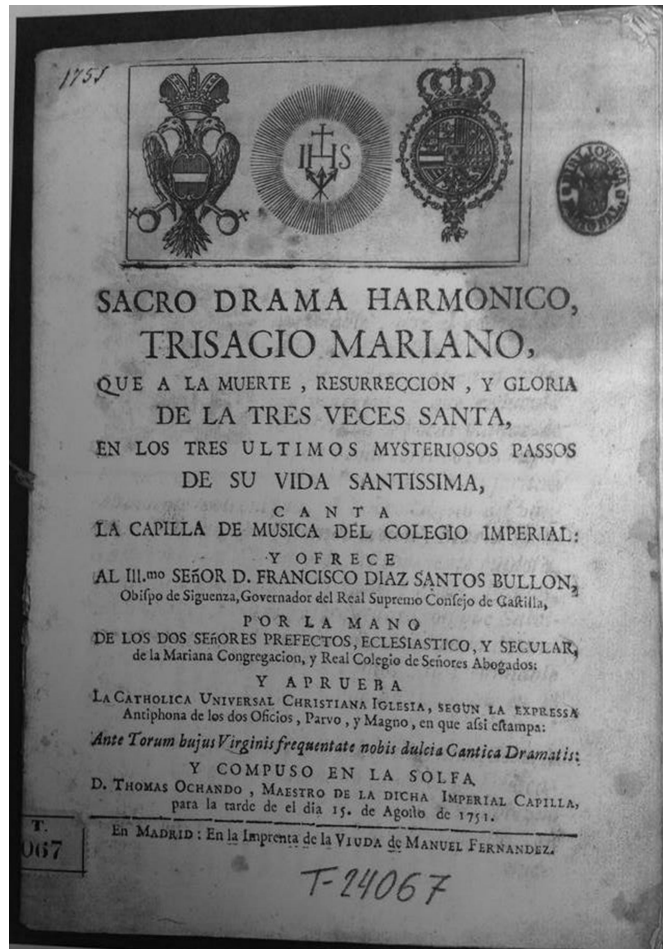 1751
IHS
SACRO DRAMA HARMONICO,
TRISAGIO MARIANO,
QUE A LA MUERTE, RESURRECCION, Y GLORIA
DE LA TRES VECES SANTA,
EN LOS TRES ULTIMOS MYSTERIOSOS PASSOS
DE SU VIDA SANTISSIMA,
CANTA
LA CAPILLA DE MUSICA DEL COLEGIO IMPERIAL:
Y OFRECE
AL Ill.mo SEñOR D. FRANCISCO DIAZ SANTOS BULLON,
Obiſpo de Siguenza, Governador del Real Supremo Conſejo de Caſtilla,
POR LA MANO
DE LOS DOS SEñORES PREFECTOS, ECLESIASTICO, Y SECULAR,
de la Mariana Congregacion, y Real Colegio de Señores Abogados:
Y APRUEBA
LA CATHOLICA UNIVERSAL CHRISTIANA IGLESIA, SEGUN LA EXPRESSA
Antiphona de los dos Oficios, Parvo, y Magno, en que aſsi eſtampa:
Ante Torum hujus Virginis frequentate nobis dulcia Cantica Dramatis:
Y COMPUSO EN LA SOLFA
D. THOMAS OCHANDO, MAESTRO DE LA DICHA IMPERIAL CAPILLA,
para la tarde de el dia 15. de Agoſto de 1751.
En MADRID: En la Imprenta de la VIUDA de MANUEL FERNANDEZ.
T.
067
T-24067